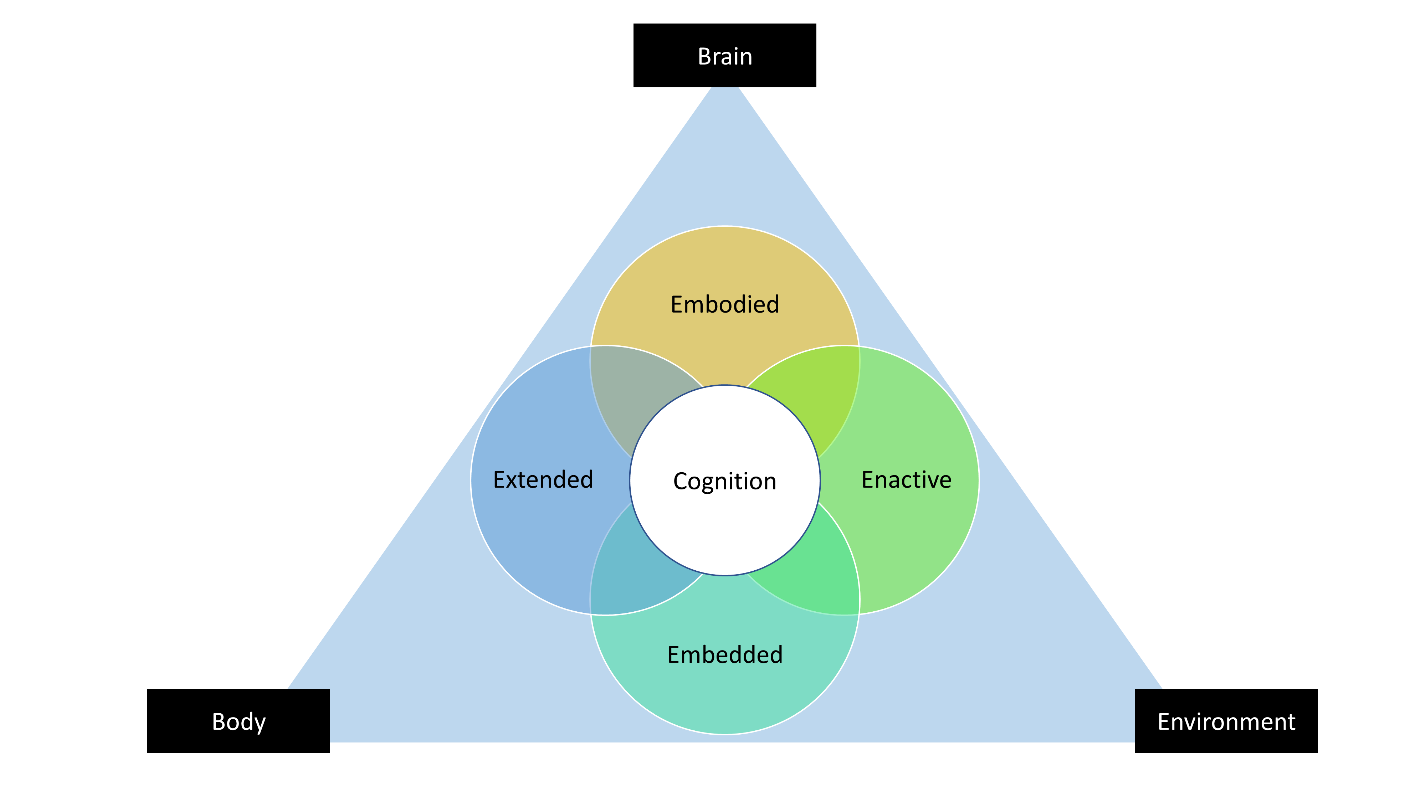 Brain
Embodied
Extended
Cognition
Enactive
Embedded
Body
Environment